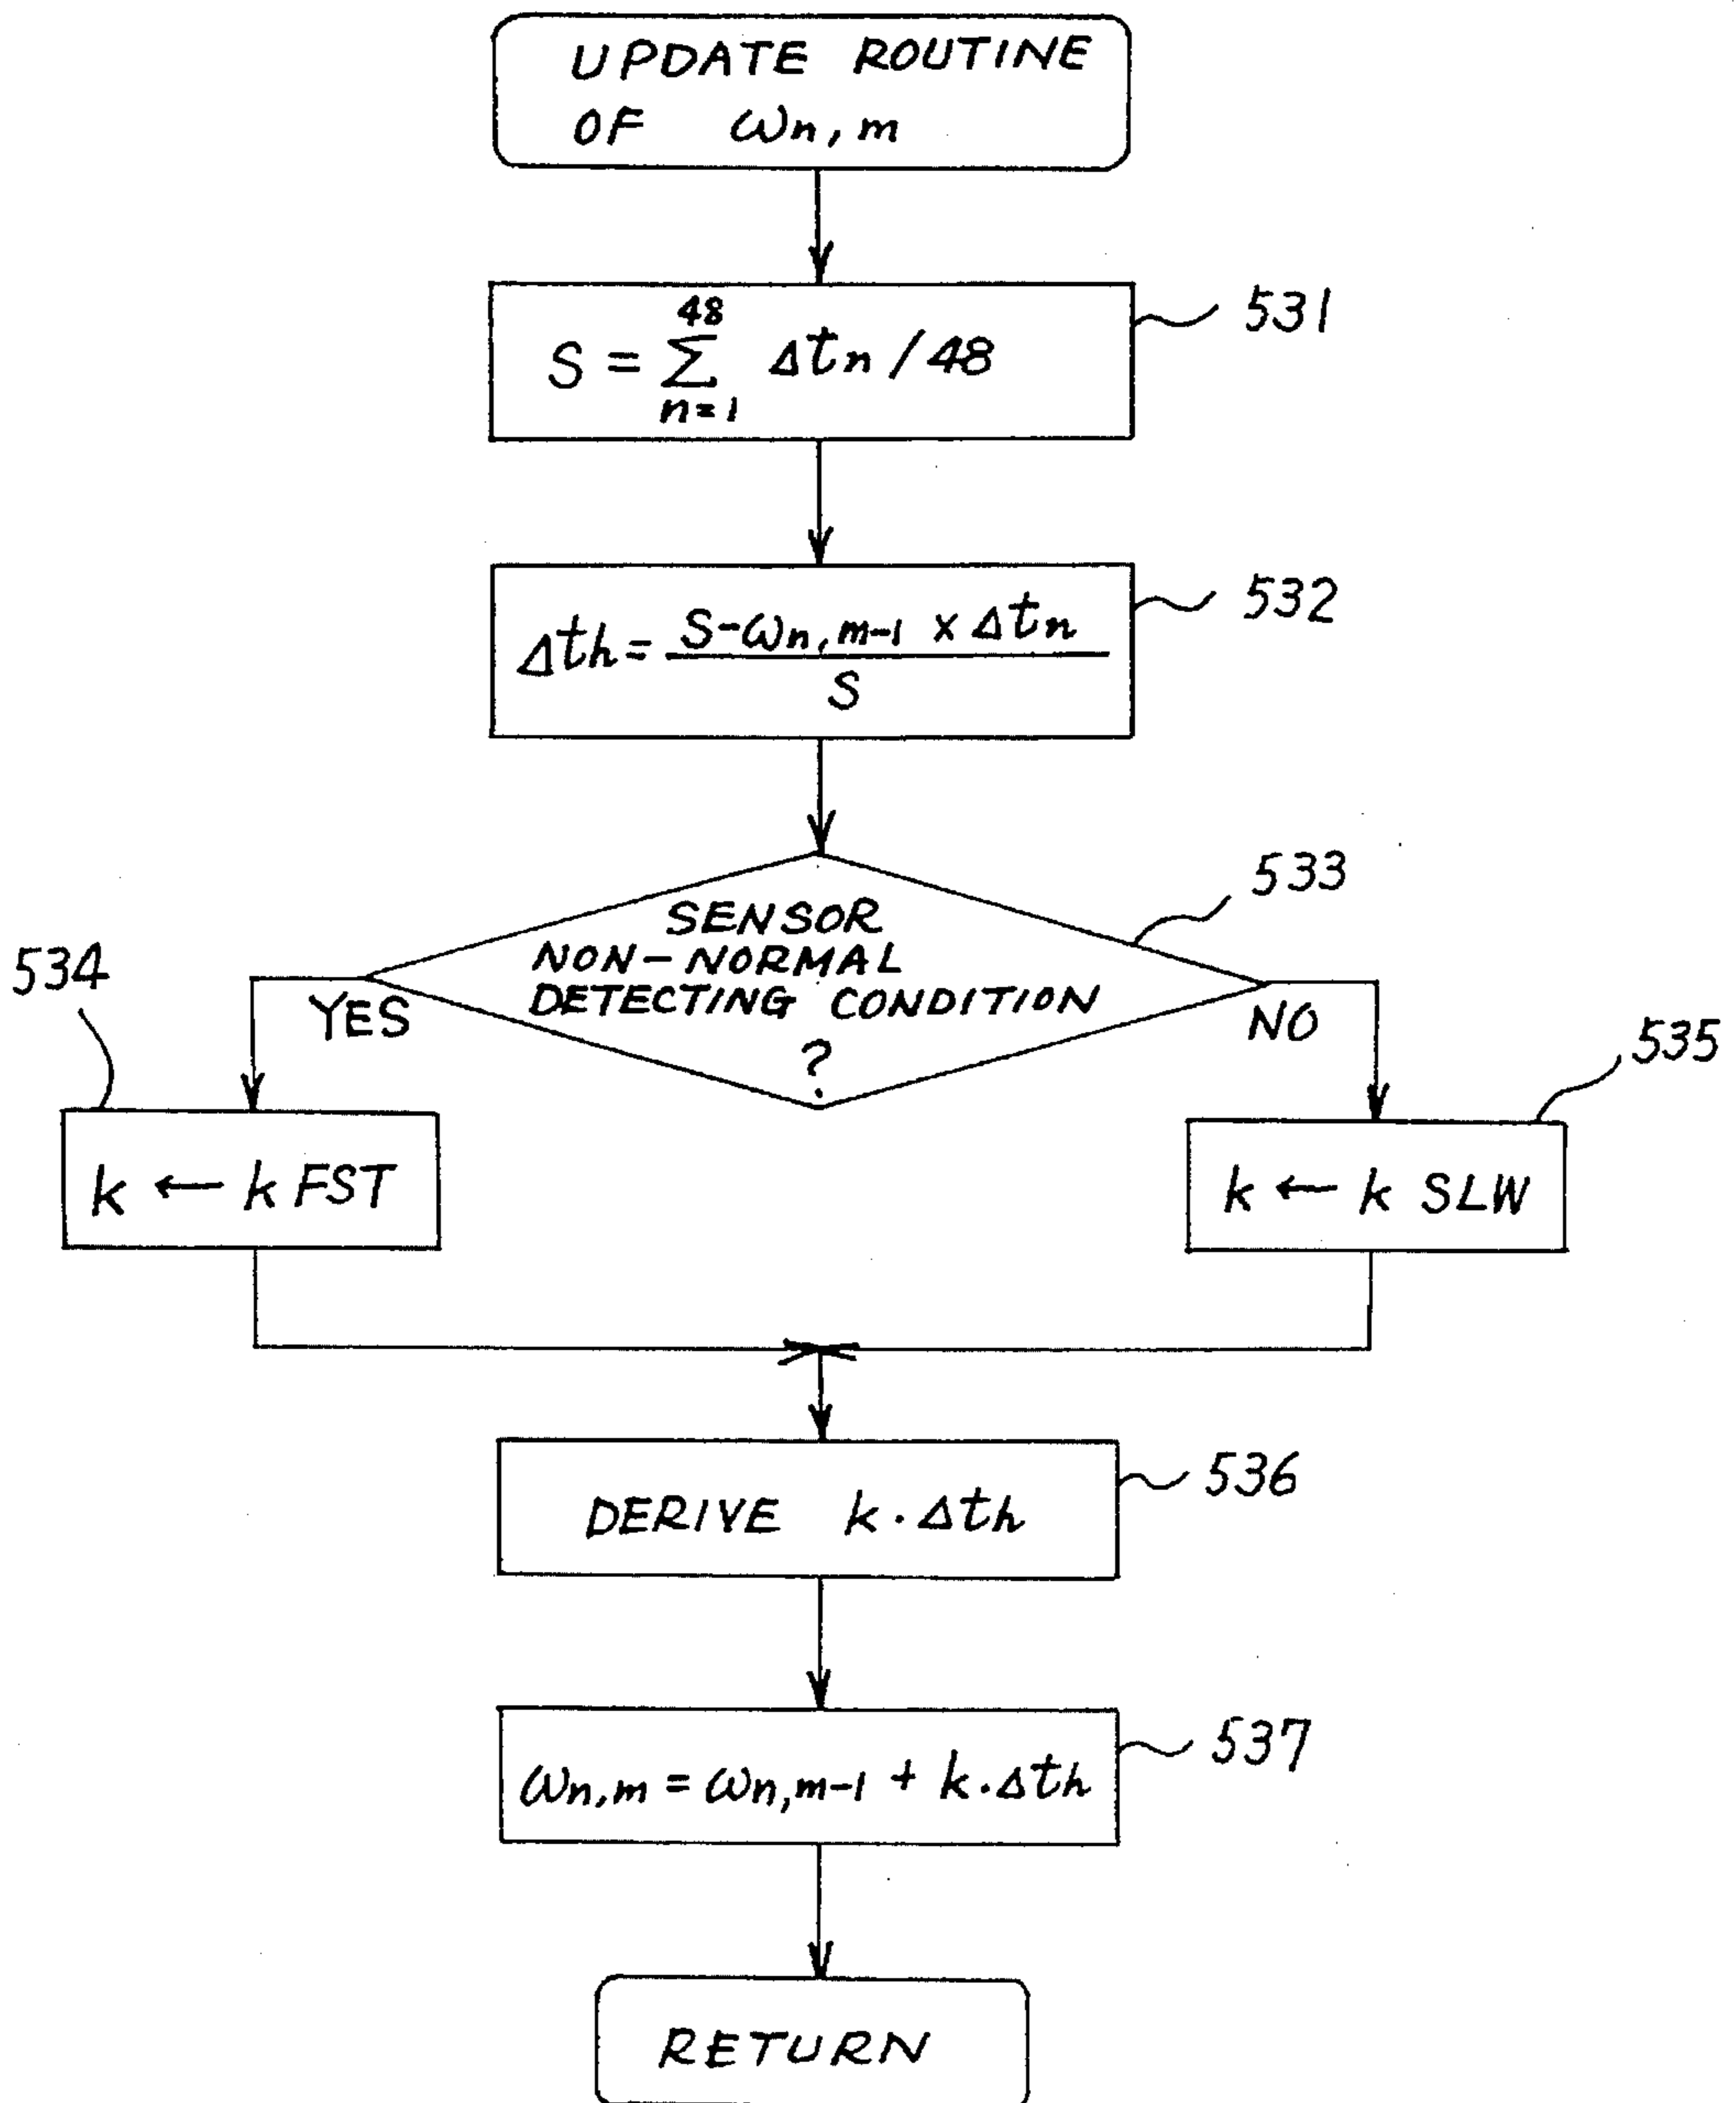 UPDATE ROUTINE
OF ωn,m
531
S = 48 Σ n=1 Δtn / 48
532
Δth = S-ωn,m-1 × Δtn / S
533
SENSOR
NON-NORMAL
DETECTING CONDITION
?
534
YES
NO
535
k ← k FST
k ← k SLW
536
DERIVE k・Δth
537
ωn,m = ωn,m-1 + k・Δth
RETURN